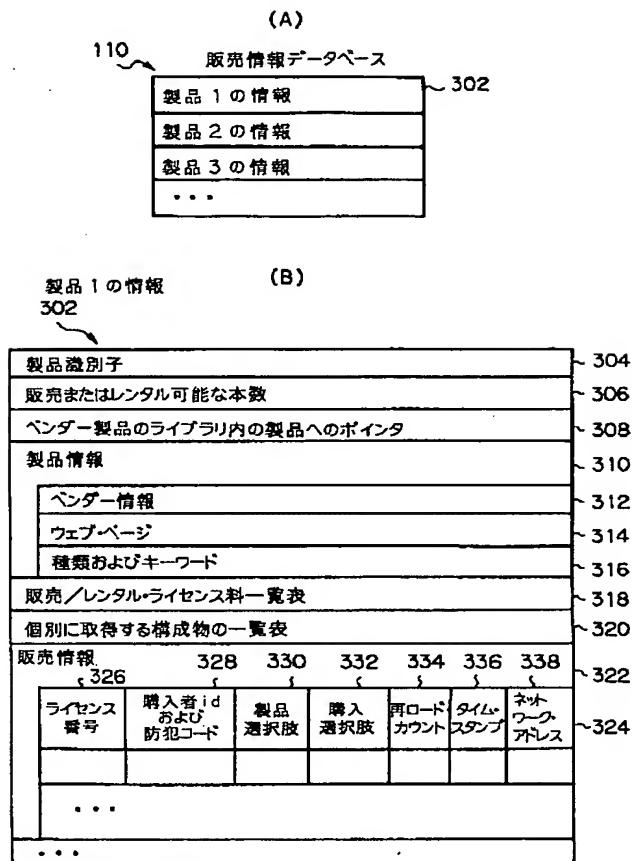 (A)
110
販売情報データベース
製品1の情報
302
製品2の情報
製品3の情報
・・・
(B)
製品1の情報
302
製品識別子
304
販売またはレンタル可能な本数
306
ベンダー製品のライブラリ内の製品へのポインタ
308
製品情報
310
ベンダー情報
312
ウェブ・ページ
314
種類およびキーワード
316
販売/レンタル・ライセンス料一覧表
318
個別に取得する構成物の一覧表
320
販売情報
322
326 328 330 332 334 336 338
ライセンス番号
購入者idおよび防犯コード
製品選択肢
購入選択肢
再ロード・カウント
タイム・スタンプ
ネットワーク・アドレス
324
・・・
・・・